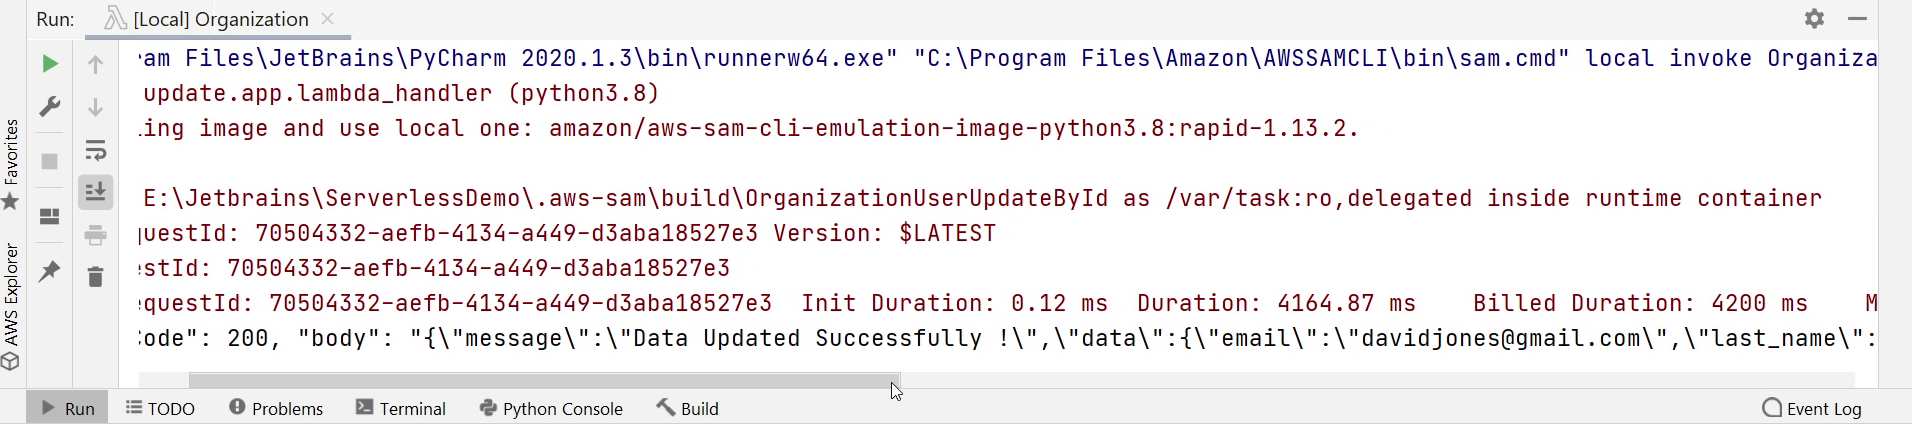 Run: [Local] Organization
am Files\JetBrains\PyCharm 2020.1.3\bin\runnerw64.exe" "C:\Program Files\Amazon\AWSSAMCLI\bin\sam.cmd" local invoke Organiza
update.app.lambda_handler (python3.8)
ing image and use local one: amazon/aws-sam-cli-emulation-image-python3.8:rapid-1.13.2.
E:\Jetbrains\ServerlessDemo\.aws-sam\build\OrganizationUserUpdateById as /var/task:ro,delegated inside runtime container
uestId: 70504332-aefb-4134-a449-d3aba18527e3 Version: $LATEST
estId: 70504332-aefb-4134-a449-d3aba18527e3
questId: 70504332-aefb-4134-a449-d3aba18527e3 Init Duration: 0.12 ms Duration: 4164.87 ms Billed Duration: 4200 ms M
ode": 200, "body": "{\"message\":\"Data Updated Successfully !\",\"data\":{\"email\":\"davidjones@gmail.com\",\"last_name\":
Favorites
AWS Explorer
Run TODO Problems Terminal Python Console Build Event Log